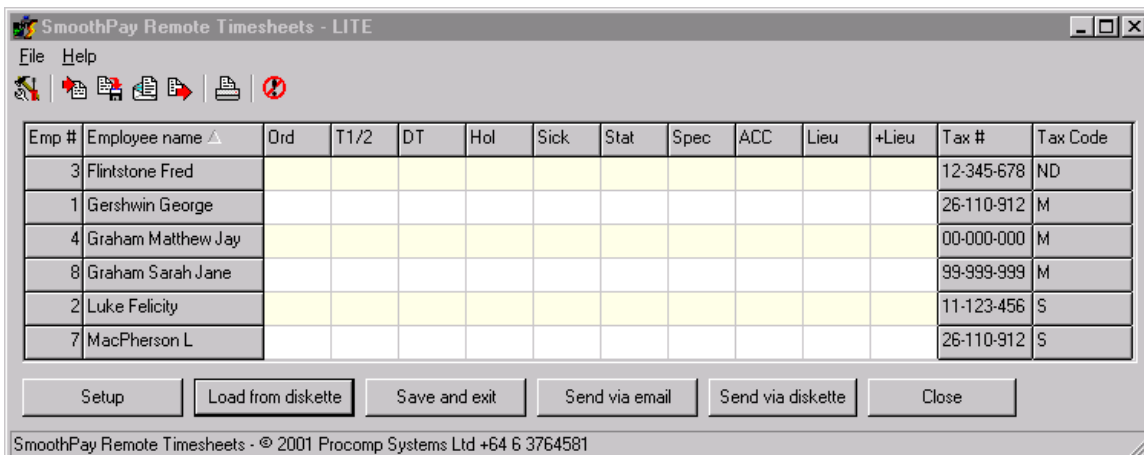 SmoothPay Remote Timesheets - LITE
File Help
Emp # Employee name Ord T1/2 DT Hol Sick Stat Spec ACC Lieu +Lieu Tax # Tax Code
3 Flintstone Fred 12-345-678 ND
1 Gershwin George 26-110-912 M
4 Graham Matthew Jay 00-000-000 M
8 Graham Sarah Jane 99-999-999 M
2 Luke Felicity 11-123-456 S
7 MacPherson L 26-110-912 S
Setup Load from diskette Save and exit Send via email Send via diskette Close
SmoothPay Remote Timesheets - © 2001 Procomp Systems Ltd +64 6 3764581